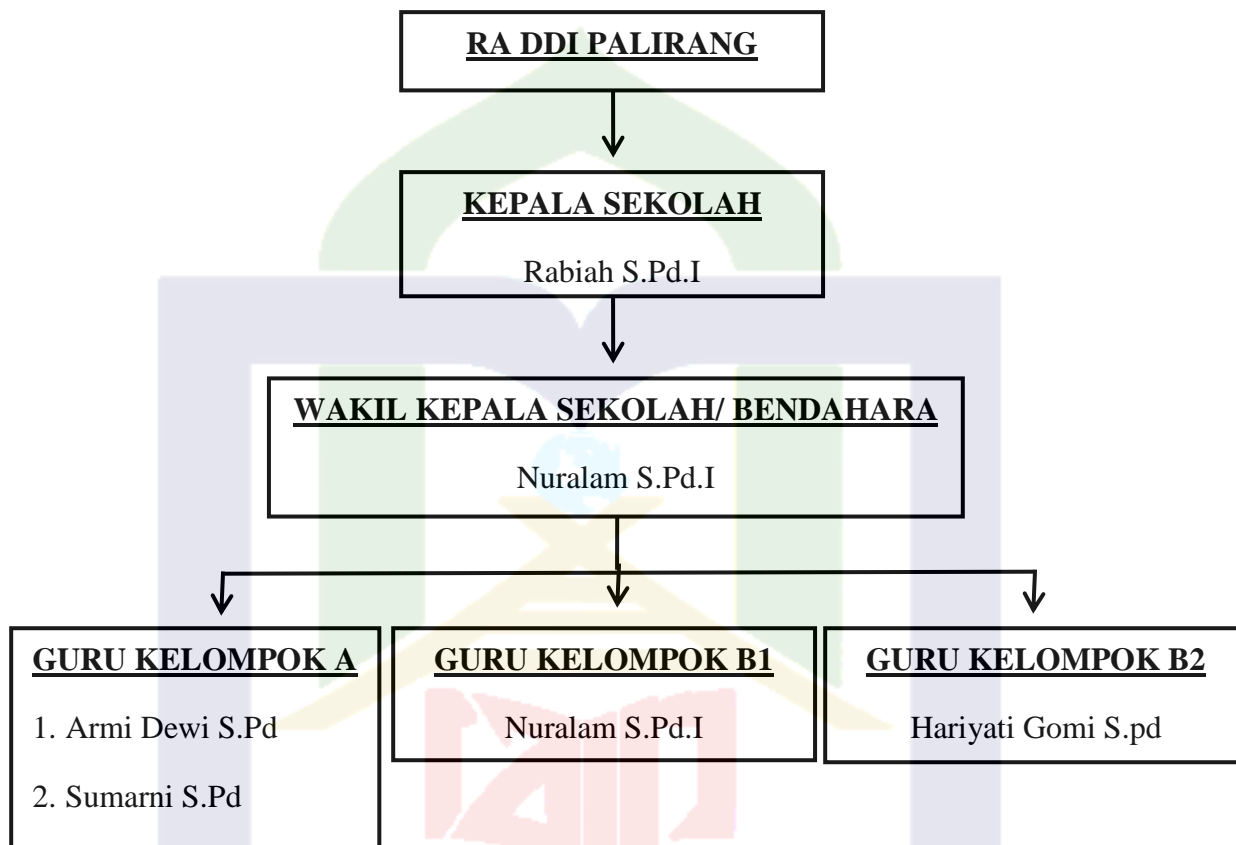 RA DDI PALIRANG
KEPALA SEKOLAH
Rabiah S.Pd.I
WAKIL KEPALA SEKOLAH/ BENDAHARA
Nuralam S.Pd.I
GURU KELOMPOK A
1. Armi Dewi S.Pd
2. Sumarni S.Pd
GURU KELOMPOK B1
Nuralam S.Pd.I
GURU KELOMPOK B2
Hariyati Gomi S.pd